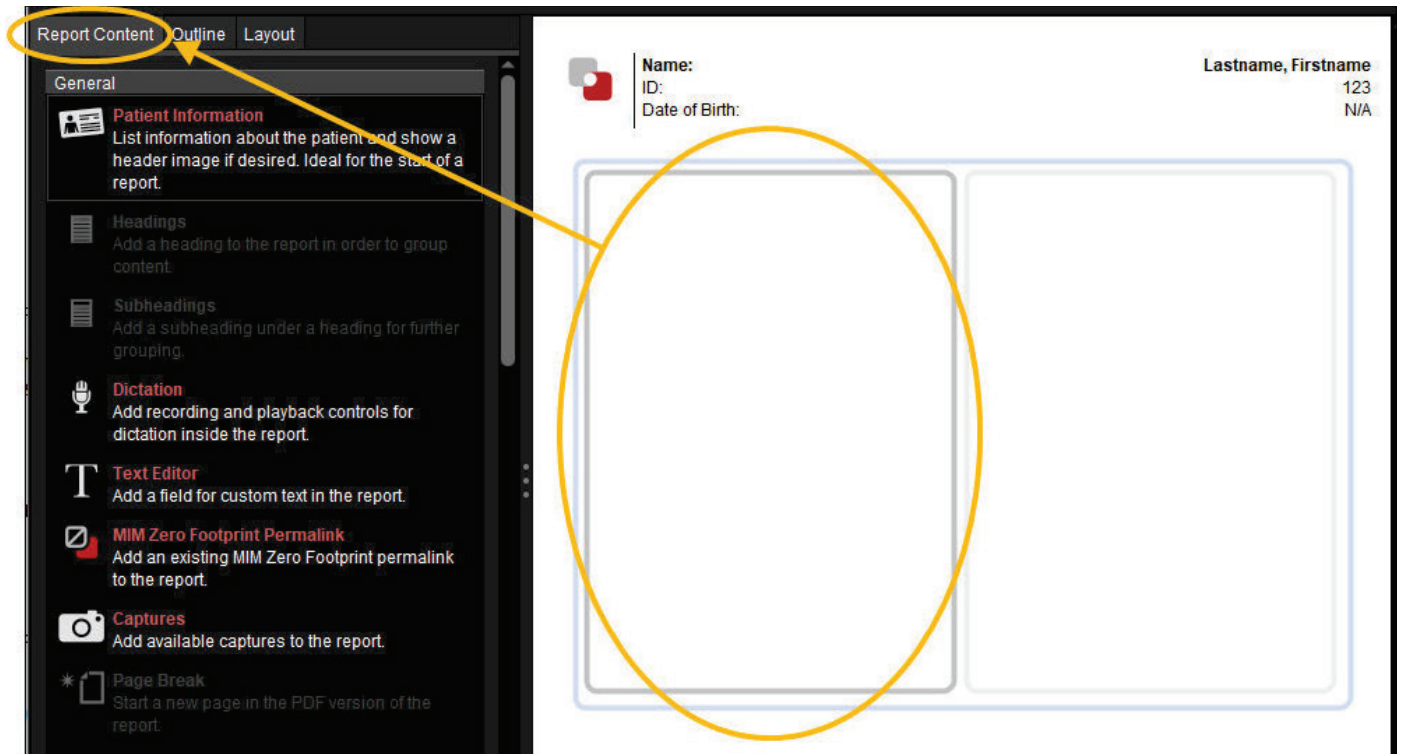 Report Content Outline Layout
General
Patient Information
List information about the patient and show a
header image if desired. Ideal for the start of a
report.
Headings
Add a heading to the report in order to group
content.
Subheadings
Add a subheading under a heading for further
grouping.
Dictation
Add recording and playback controls for
dictation inside the report.
Text Editor
Add a field for custom text in the report.
MIM Zero Footprint Permalink
Add an existing MIM Zero Footprint permalink
to the report.
Captures
Add available captures to the report.
Page Break
Start a new page in the PDF version of the
report.
Name: Lastname, Firstname
ID: 123
Date of Birth: N/A